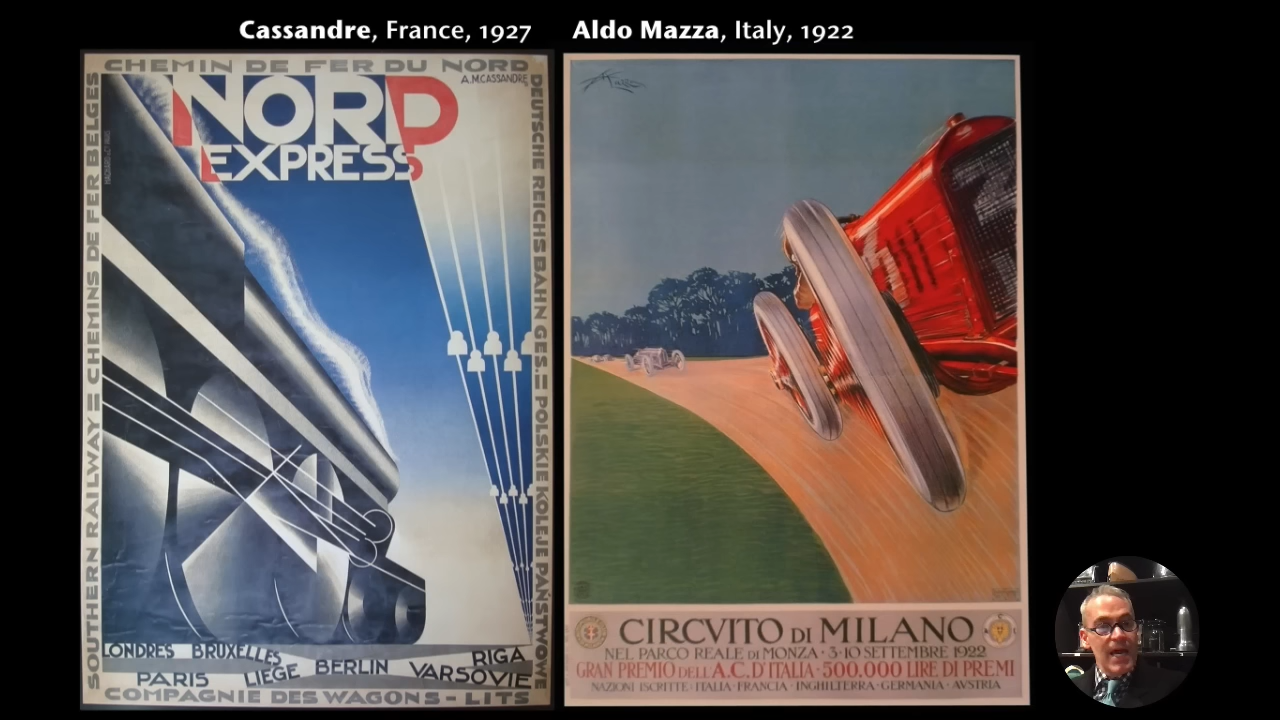 Cassandre, France, 1927
Aldo Mazza, Italy, 1922
CHEMIN DE FER DU NORD
A.M.CASSANDRE
NORD
EXPRESS
SOUTHERN RAILWAY = CHEMINS DE FER BELGES
DEUTSCHE REICHSBAHN GES. = POLSKIE KOLEJE PAŃSTWOWE
LONDRES BRUXELLES RIGA
PARIS LIEGE BERLIN VARSOVIE
COMPAGNIE DES WAGONS-LITS
CIRCVITO DI MILANO
NEL PARCO REALE DI MONZA · 3·10 SETTEMBRE 1922
GRAN PREMIO DELL'A.C. D'ITALIA · 500.000 LIRE DI PREMI
NAZIONI ISCRITTE · ITALIA · FRANCIA · INGHILTERRA · GERMANIA · AVSTRIA